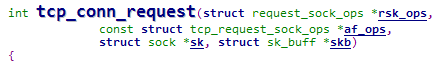 int tcp_conn_request(struct request_sock_ops *rsk_ops,
const struct tcp_request_sock_ops *af_ops,
struct sock *sk, struct sk_buff *skb)
{